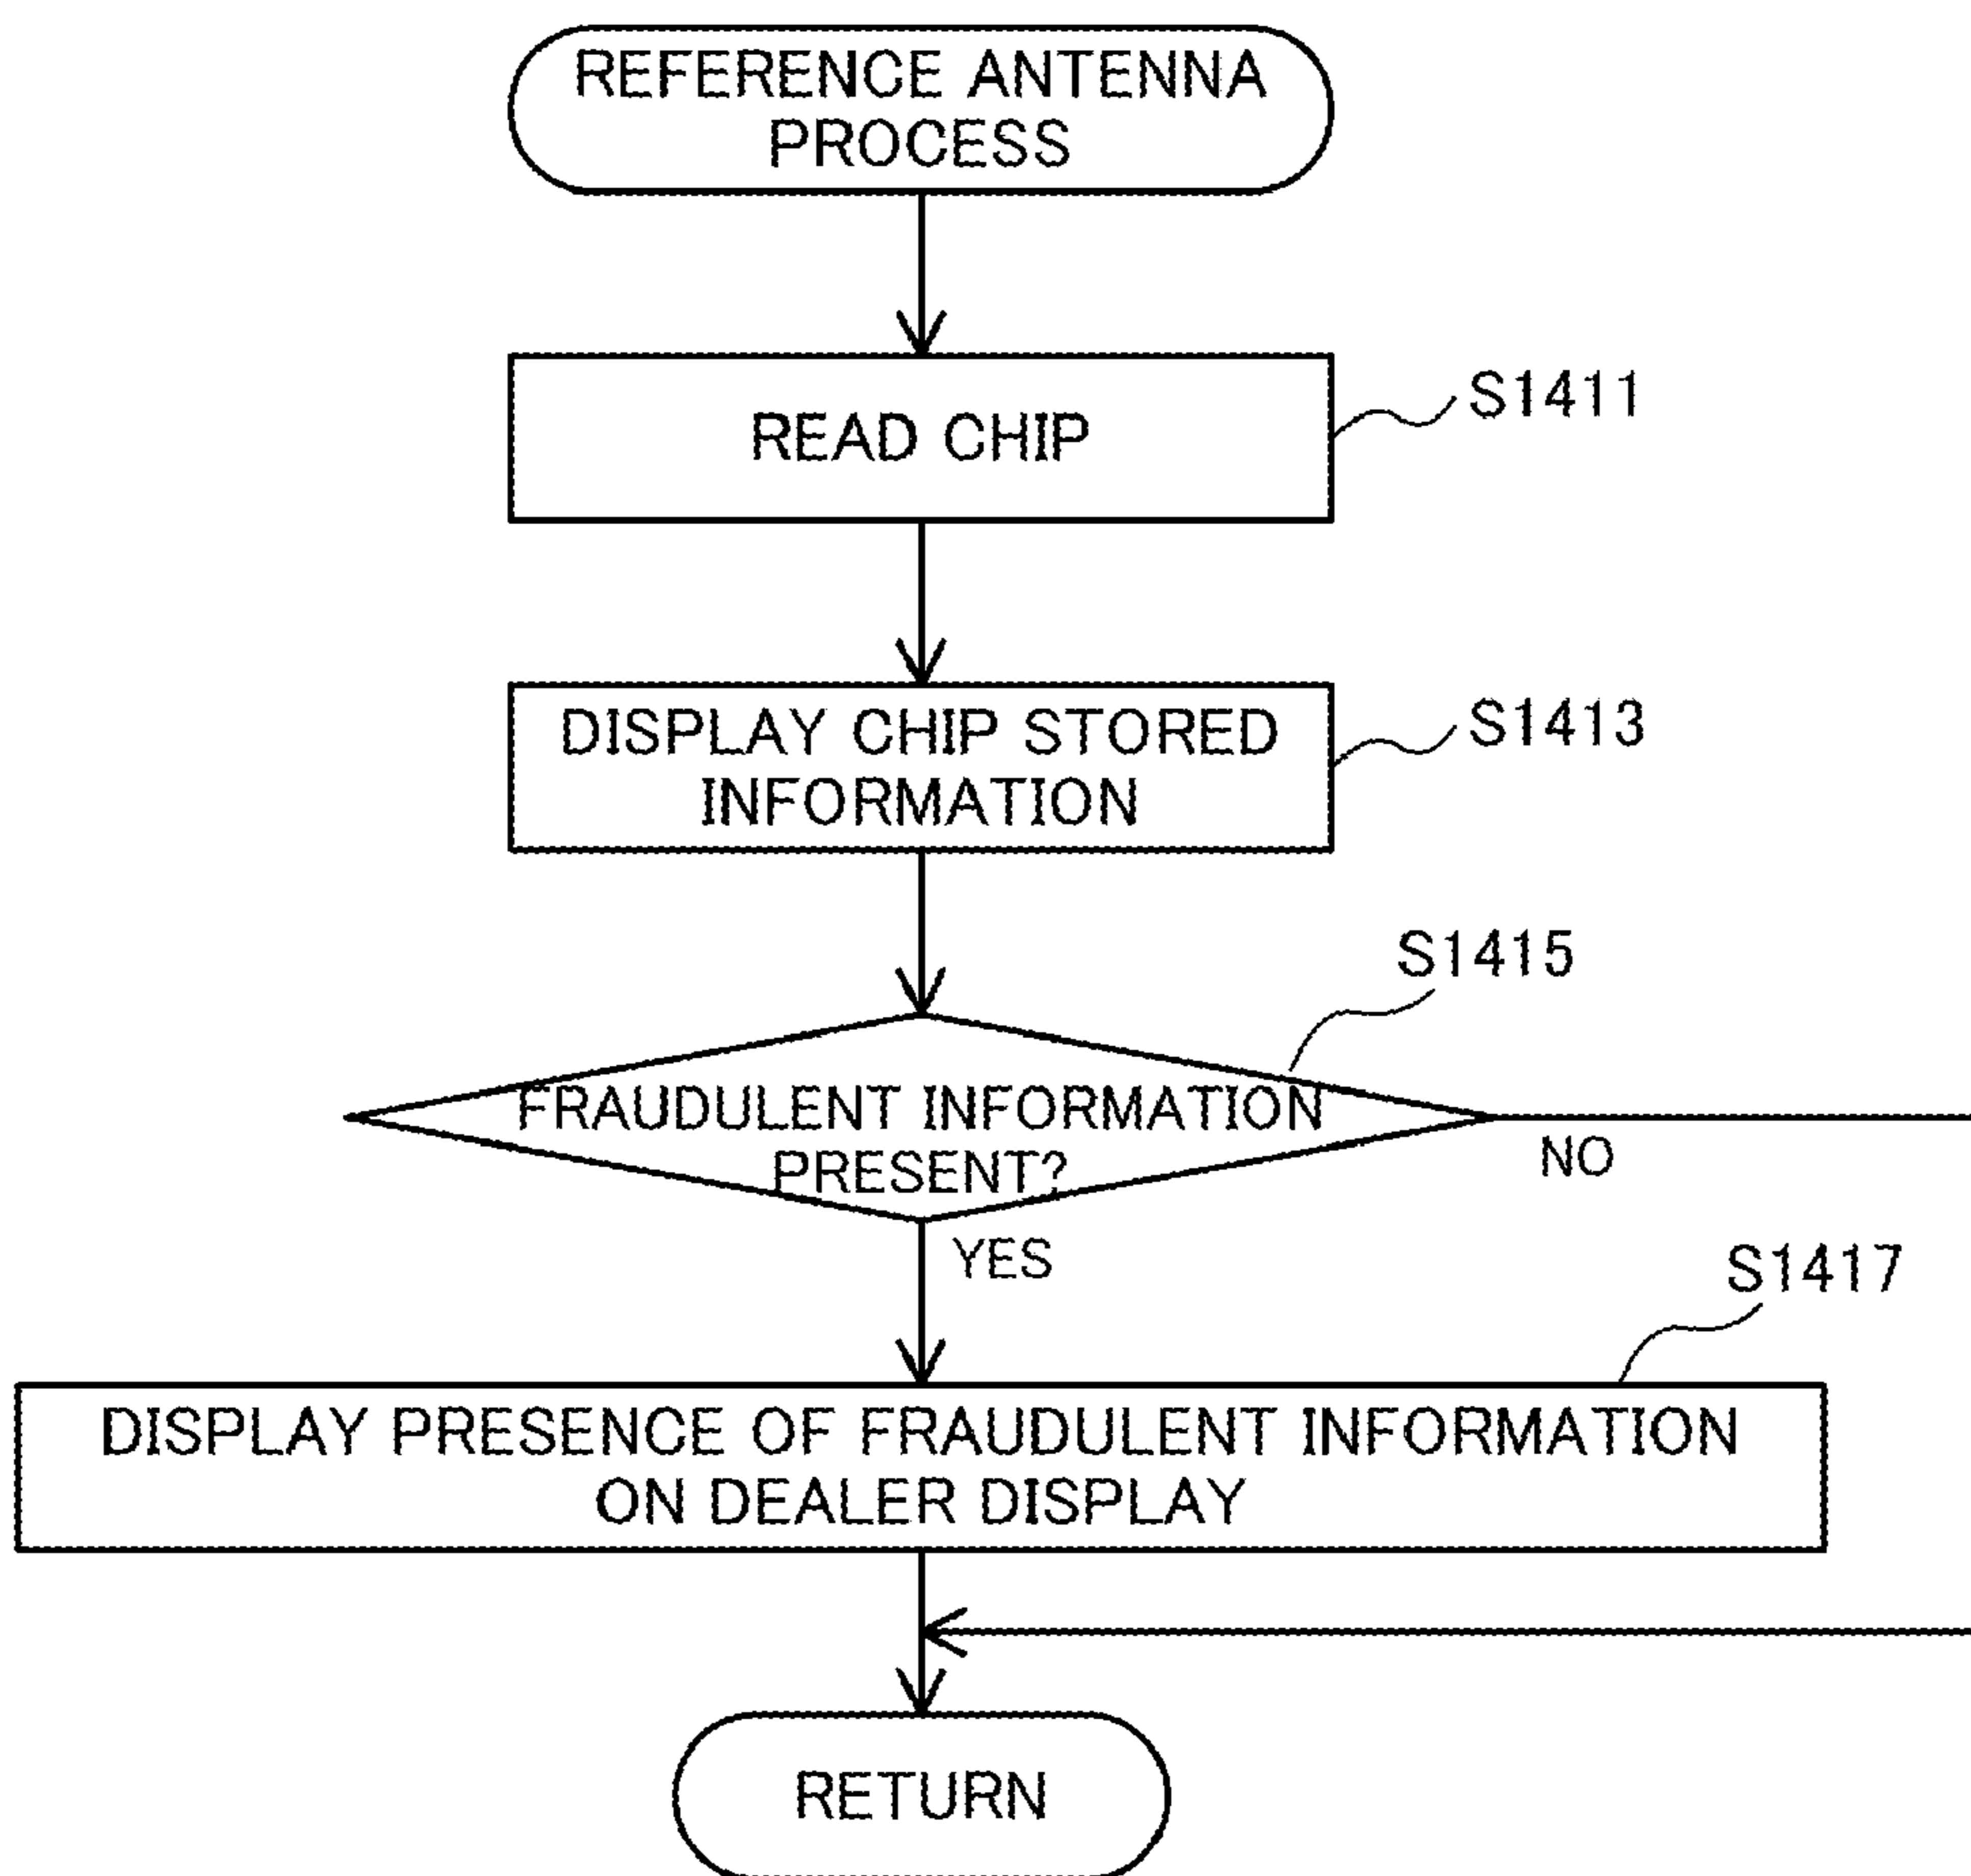 REFERENCE ANTENNA
PROCESS
READ CHIP
S1411
DISPLAY CHIP STORED
INFORMATION
S1413
S1415
FRAUDULENT INFORMATION
PRESENT?
NO
YES
S1417
DISPLAY PRESENCE OF FRAUDULENT INFORMATION
ON DEALER DISPLAY
RETURN